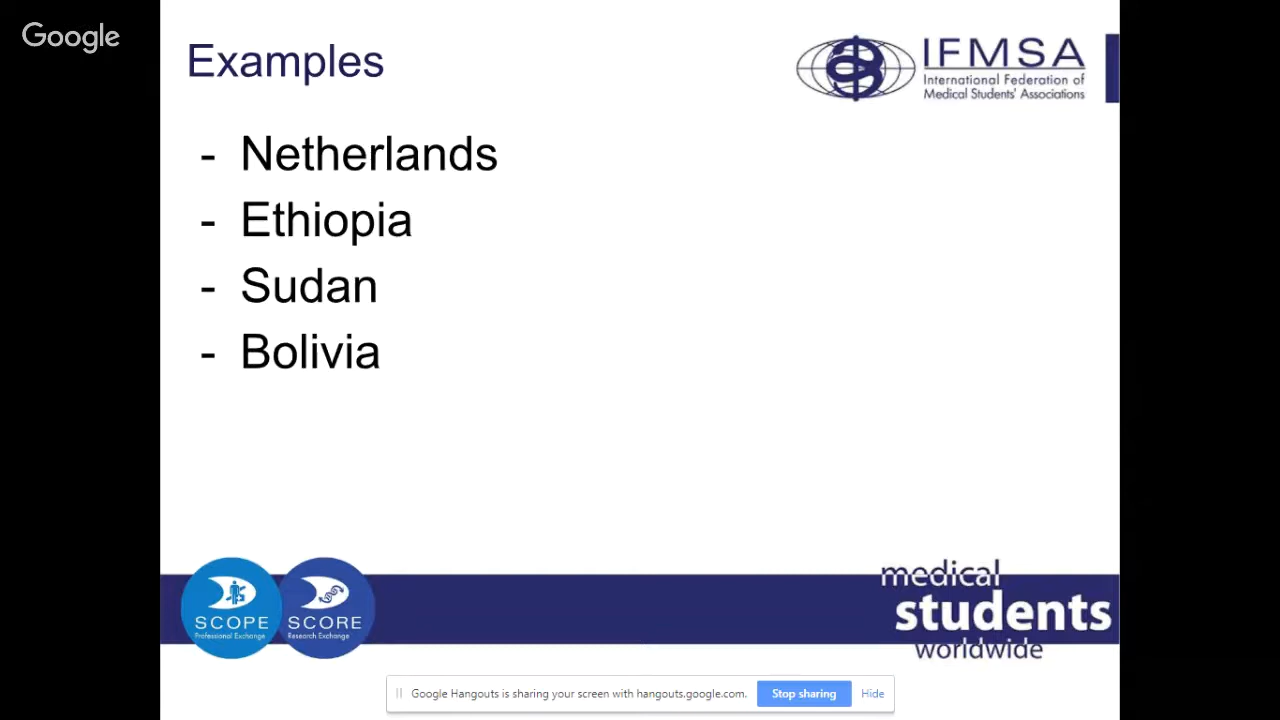 Google
Examples
IFMSA
International Federation of
Medical Students' Associations
- Netherlands
- Ethiopia
- Sudan
- Bolivia
SCOPE
Professional Exchange
SCORE
Research Exchange
medical
students
worldwide
Google Hangouts is sharing your screen with hangouts.google.com.
Stop sharing
Hide